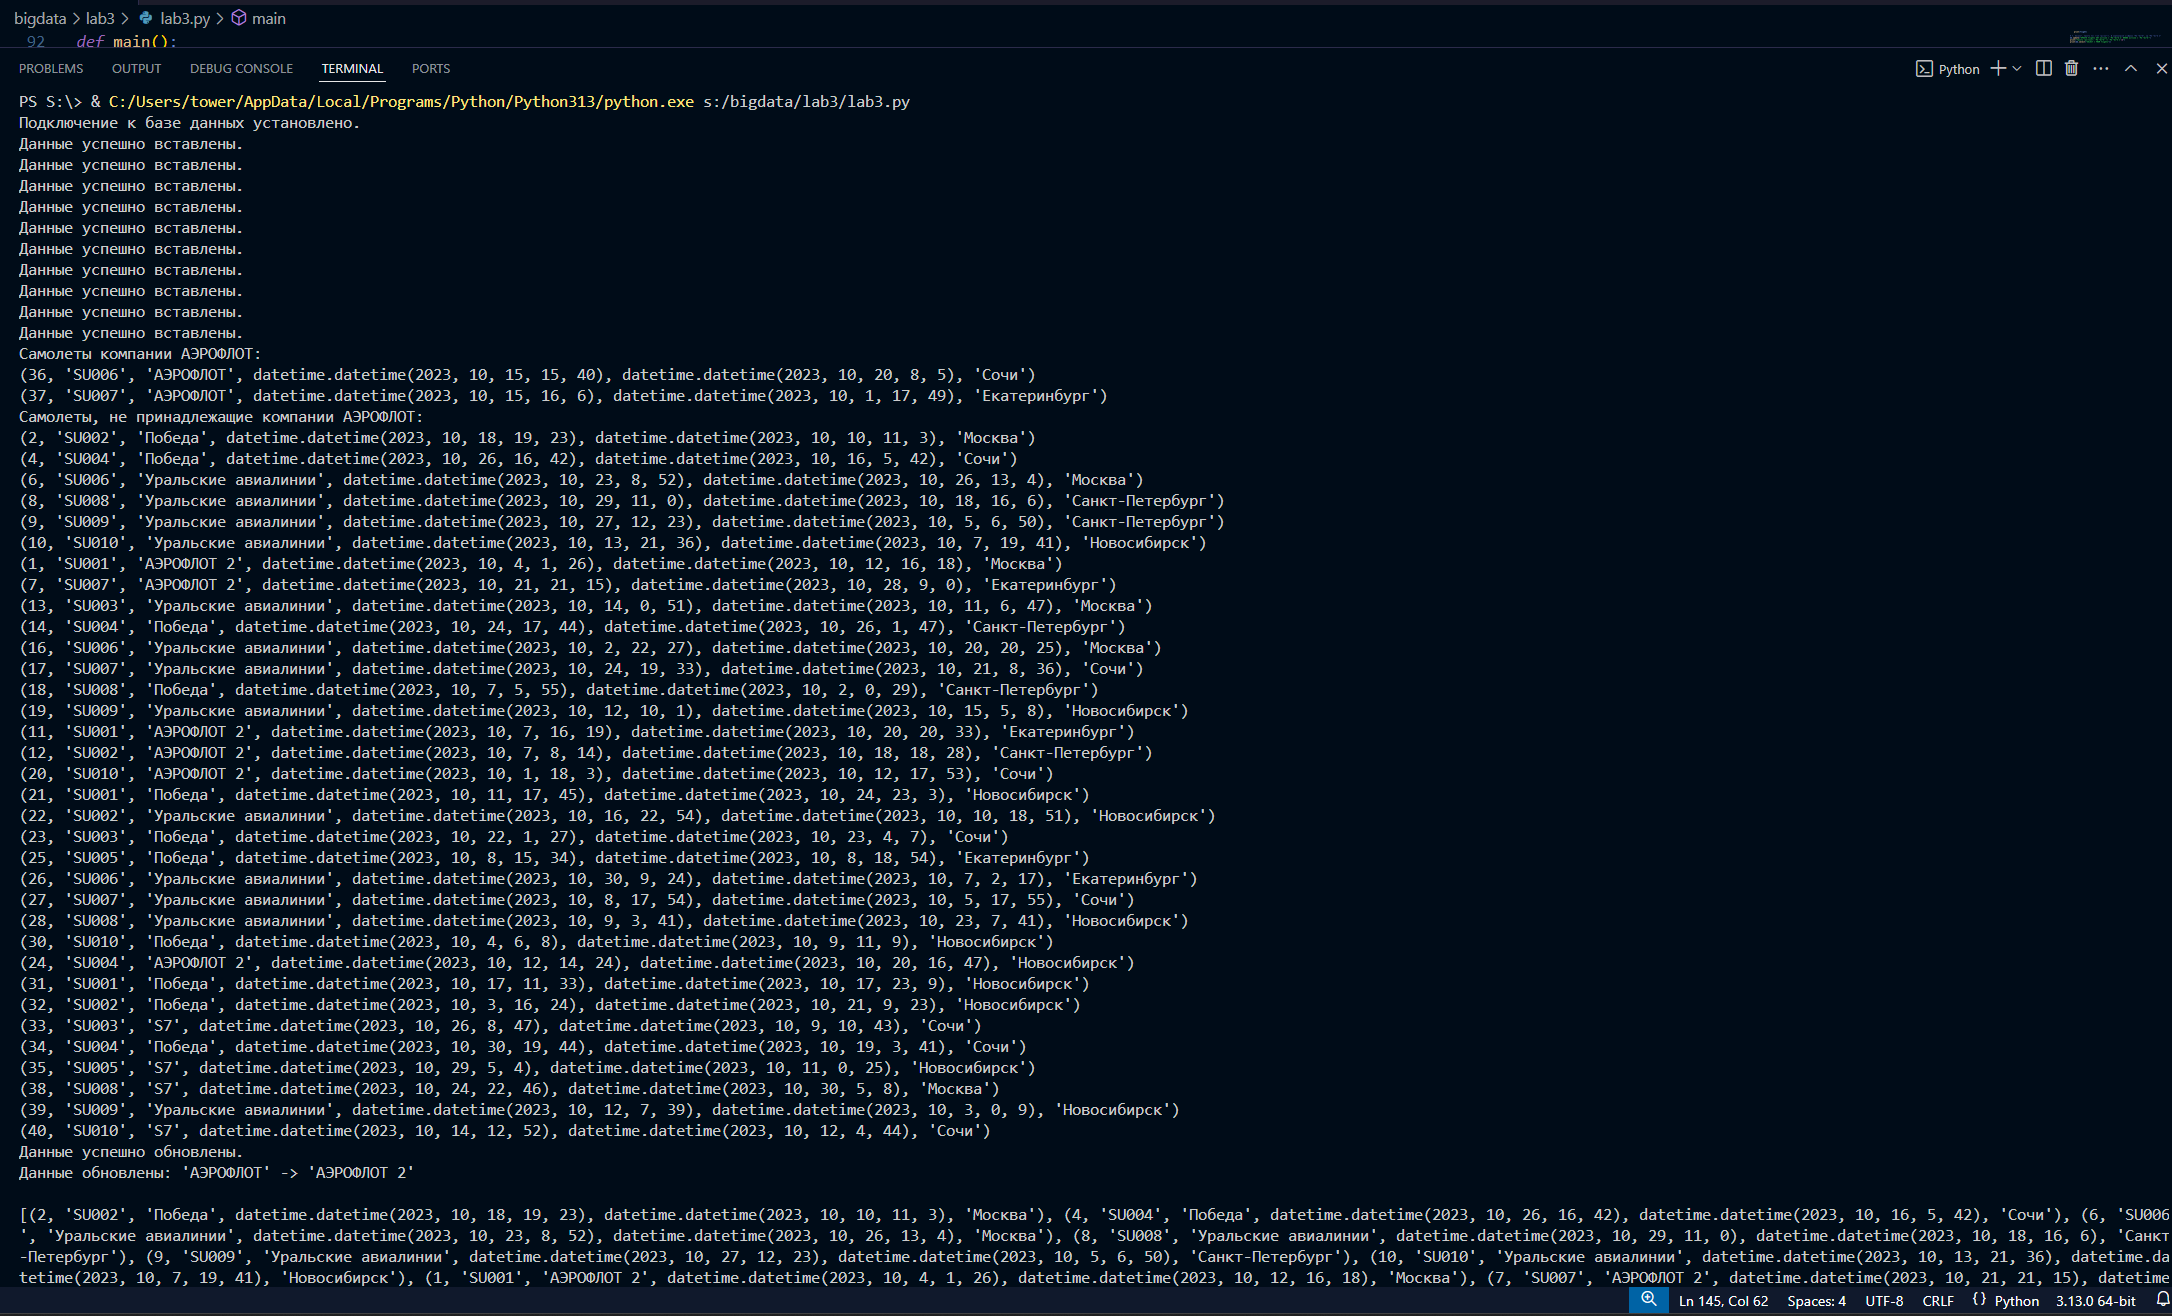 bigdata > lab3 > lab3.py > main
92 def main():
PROBLEMS OUTPUT DEBUG CONSOLE TERMINAL PORTS Python
PS S:\> & C:/Users/tower/AppData/Local/Programs/Python/Python313/python.exe s:/bigdata/lab3/lab3.py
Подключение к базе данных установлено.
Данные успешно вставлены.
Данные успешно вставлены.
Данные успешно вставлены.
Данные успешно вставлены.
Данные успешно вставлены.
Данные успешно вставлены.
Данные успешно вставлены.
Данные успешно вставлены.
Данные успешно вставлены.
Данные успешно вставлены.
Самолеты компании АЭРОФЛОТ:
(36, 'SU006', 'АЭРОФЛОТ', datetime.datetime(2023, 10, 15, 15, 40), datetime.datetime(2023, 10, 20, 8, 5), 'Сочи')
(37, 'SU007', 'АЭРОФЛОТ', datetime.datetime(2023, 10, 15, 16, 6), datetime.datetime(2023, 10, 1, 17, 49), 'Екатеринбург')
Самолеты, не принадлежащие компании АЭРОФЛОТ:
(2, 'SU002', 'Победа', datetime.datetime(2023, 10, 18, 19, 23), datetime.datetime(2023, 10, 10, 11, 3), 'Москва')
(4, 'SU004', 'Победа', datetime.datetime(2023, 10, 26, 16, 42), datetime.datetime(2023, 10, 16, 5, 42), 'Сочи')
(6, 'SU006', 'Уральские авиалинии', datetime.datetime(2023, 10, 23, 8, 52), datetime.datetime(2023, 10, 26, 13, 4), 'Москва')
(8, 'SU008', 'Уральские авиалинии', datetime.datetime(2023, 10, 29, 11, 0), datetime.datetime(2023, 10, 18, 16, 6), 'Санкт-Петербург')
(9, 'SU009', 'Уральские авиалинии', datetime.datetime(2023, 10, 27, 12, 23), datetime.datetime(2023, 10, 5, 6, 50), 'Санкт-Петербург')
(10, 'SU010', 'Уральские авиалинии', datetime.datetime(2023, 10, 13, 21, 36), datetime.datetime(2023, 10, 7, 19, 41), 'Новосибирск')
(1, 'SU001', 'АЭРОФЛОТ 2', datetime.datetime(2023, 10, 4, 1, 26), datetime.datetime(2023, 10, 12, 16, 18), 'Москва')
(7, 'SU007', 'АЭРОФЛОТ 2', datetime.datetime(2023, 10, 21, 21, 15), datetime.datetime(2023, 10, 28, 9, 0), 'Екатеринбург')
(13, 'SU003', 'Уральские авиалинии', datetime.datetime(2023, 10, 14, 0, 51), datetime.datetime(2023, 10, 11, 6, 47), 'Москва')
(14, 'SU004', 'Победа', datetime.datetime(2023, 10, 24, 17, 44), datetime.datetime(2023, 10, 26, 1, 47), 'Санкт-Петербург')
(16, 'SU006', 'Уральские авиалинии', datetime.datetime(2023, 10, 2, 22, 27), datetime.datetime(2023, 10, 20, 20, 25), 'Москва')
(17, 'SU007', 'Уральские авиалинии', datetime.datetime(2023, 10, 24, 19, 33), datetime.datetime(2023, 10, 21, 8, 36), 'Сочи')
(18, 'SU008', 'Победа', datetime.datetime(2023, 10, 7, 5, 55), datetime.datetime(2023, 10, 2, 0, 29), 'Санкт-Петербург')
(19, 'SU009', 'Уральские авиалинии', datetime.datetime(2023, 10, 12, 10, 1), datetime.datetime(2023, 10, 15, 5, 8), 'Новосибирск')
(11, 'SU001', 'АЭРОФЛОТ 2', datetime.datetime(2023, 10, 7, 16, 19), datetime.datetime(2023, 10, 20, 20, 33), 'Екатеринбург')
(12, 'SU002', 'АЭРОФЛОТ 2', datetime.datetime(2023, 10, 7, 8, 14), datetime.datetime(2023, 10, 18, 18, 28), 'Санкт-Петербург')
(20, 'SU010', 'АЭРОФЛОТ 2', datetime.datetime(2023, 10, 1, 18, 3), datetime.datetime(2023, 10, 12, 17, 53), 'Сочи')
(21, 'SU001', 'Победа', datetime.datetime(2023, 10, 11, 17, 45), datetime.datetime(2023, 10, 24, 23, 3), 'Новосибирск')
(22, 'SU002', 'Уральские авиалинии', datetime.datetime(2023, 10, 16, 22, 54), datetime.datetime(2023, 10, 10, 18, 51), 'Новосибирск')
(23, 'SU003', 'Победа', datetime.datetime(2023, 10, 22, 1, 27), datetime.datetime(2023, 10, 23, 4, 7), 'Сочи')
(25, 'SU005', 'Победа', datetime.datetime(2023, 10, 8, 15, 34), datetime.datetime(2023, 10, 8, 18, 54), 'Екатеринбург')
(26, 'SU006', 'Уральские авиалинии', datetime.datetime(2023, 10, 30, 9, 24), datetime.datetime(2023, 10, 7, 2, 17), 'Екатеринбург')
(27, 'SU007', 'Уральские авиалинии', datetime.datetime(2023, 10, 8, 17, 54), datetime.datetime(2023, 10, 5, 17, 55), 'Сочи')
(28, 'SU008', 'Уральские авиалинии', datetime.datetime(2023, 10, 9, 3, 41), datetime.datetime(2023, 10, 23, 7, 41), 'Новосибирск')
(30, 'SU010', 'Победа', datetime.datetime(2023, 10, 4, 6, 8), datetime.datetime(2023, 10, 9, 11, 9), 'Новосибирск')
(24, 'SU004', 'АЭРОФЛОТ 2', datetime.datetime(2023, 10, 12, 14, 24), datetime.datetime(2023, 10, 20, 16, 47), 'Новосибирск')
(31, 'SU001', 'Победа', datetime.datetime(2023, 10, 17, 11, 33), datetime.datetime(2023, 10, 17, 23, 9), 'Новосибирск')
(32, 'SU002', 'Победа', datetime.datetime(2023, 10, 3, 16, 24), datetime.datetime(2023, 10, 21, 9, 23), 'Новосибирск')
(33, 'SU003', 'S7', datetime.datetime(2023, 10, 26, 8, 47), datetime.datetime(2023, 10, 9, 10, 43), 'Сочи')
(34, 'SU004', 'Победа', datetime.datetime(2023, 10, 30, 19, 44), datetime.datetime(2023, 10, 19, 3, 41), 'Сочи')
(35, 'SU005', 'S7', datetime.datetime(2023, 10, 29, 5, 4), datetime.datetime(2023, 10, 11, 0, 25), 'Новосибирск')
(38, 'SU008', 'S7', datetime.datetime(2023, 10, 24, 22, 46), datetime.datetime(2023, 10, 30, 5, 8), 'Москва')
(39, 'SU009', 'Уральские авиалинии', datetime.datetime(2023, 10, 12, 7, 39), datetime.datetime(2023, 10, 3, 0, 9), 'Новосибирск')
(40, 'SU010', 'S7', datetime.datetime(2023, 10, 14, 12, 52), datetime.datetime(2023, 10, 12, 4, 44), 'Сочи')
Данные успешно обновлены.
Данные обновлены: 'АЭРОФЛОТ' -> 'АЭРОФЛОТ 2'
[(2, 'SU002', 'Победа', datetime.datetime(2023, 10, 18, 19, 23), datetime.datetime(2023, 10, 10, 11, 3), 'Москва'), (4, 'SU004', 'Победа', datetime.datetime(2023, 10, 26, 16, 42), datetime.datetime(2023, 10, 16, 5, 42), 'Сочи'), (6, 'SU006
', 'Уральские авиалинии', datetime.datetime(2023, 10, 23, 8, 52), datetime.datetime(2023, 10, 26, 13, 4), 'Москва'), (8, 'SU008', 'Уральские авиалинии', datetime.datetime(2023, 10, 29, 11, 0), datetime.datetime(2023, 10, 18, 16, 6), 'Санкт
-Петербург'), (9, 'SU009', 'Уральские авиалинии', datetime.datetime(2023, 10, 27, 12, 23), datetime.datetime(2023, 10, 5, 6, 50), 'Санкт-Петербург'), (10, 'SU010', 'Уральские авиалинии', datetime.datetime(2023, 10, 13, 21, 36), datetime.da
tetime(2023, 10, 7, 19, 41), 'Новосибирск'), (1, 'SU001', 'АЭРОФЛОТ 2', datetime.datetime(2023, 10, 4, 1, 26), datetime.datetime(2023, 10, 12, 16, 18), 'Москва'), (7, 'SU007', 'АЭРОФЛОТ 2', datetime.datetime(2023, 10, 21, 21, 15), datetime
Ln 145, Col 62 Spaces: 4 UTF-8 CRLF {} Python 3.13.0 64-bit